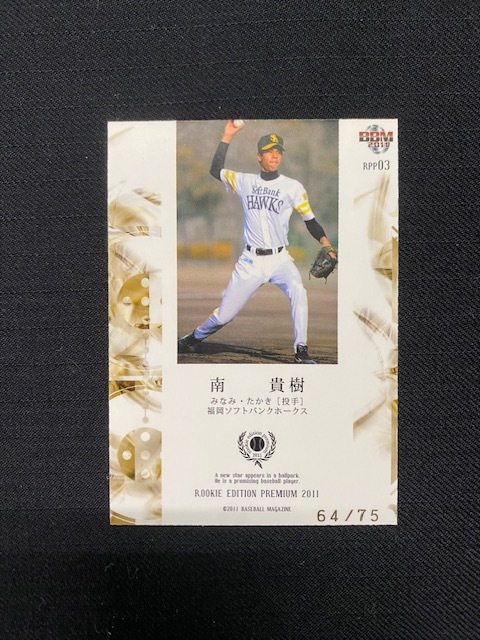 BBM
2011
RPP03
SoftBank
HAWKS
南 貴樹
みなみ・たかき［投手］
福岡ソフトバンクホークス
2011
A new star appears in a ballpark.
He is a promising baseball player.
ROOKIE EDITION PREMIUM 2011
©2011 BASEBALL MAGAZINE
64/75